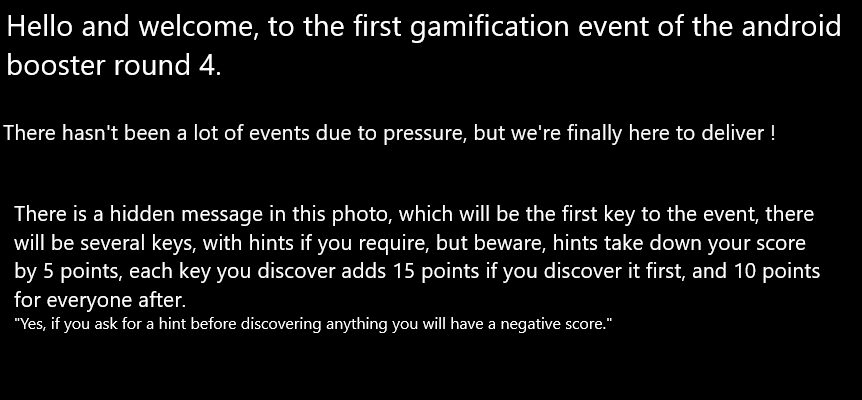 Hello and welcome, to the first gamification event of the android
booster round 4.
There hasn't been a lot of events due to pressure, but we're finally here to deliver !
There is a hidden message in this photo, which will be the first key to the event, there
will be several keys, with hints if you require, but beware, hints take down your score
by 5 points, each key you discover adds 15 points if you discover it first, and 10 points
for everyone after.
"Yes, if you ask for a hint before discovering anything you will have a negative score."